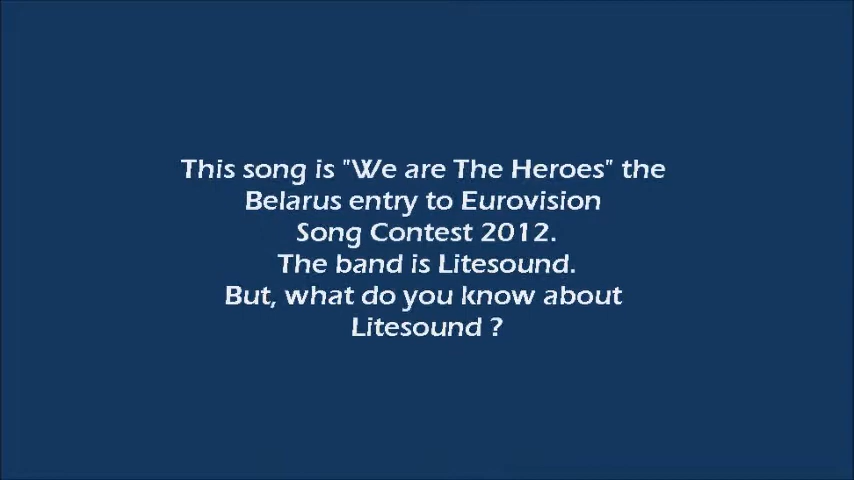 This song is "We are The Heroes" the
Belarus entry to Eurovision
Song Contest 2012.
The band is Litesound.
But, what do you know about
Litesound ?